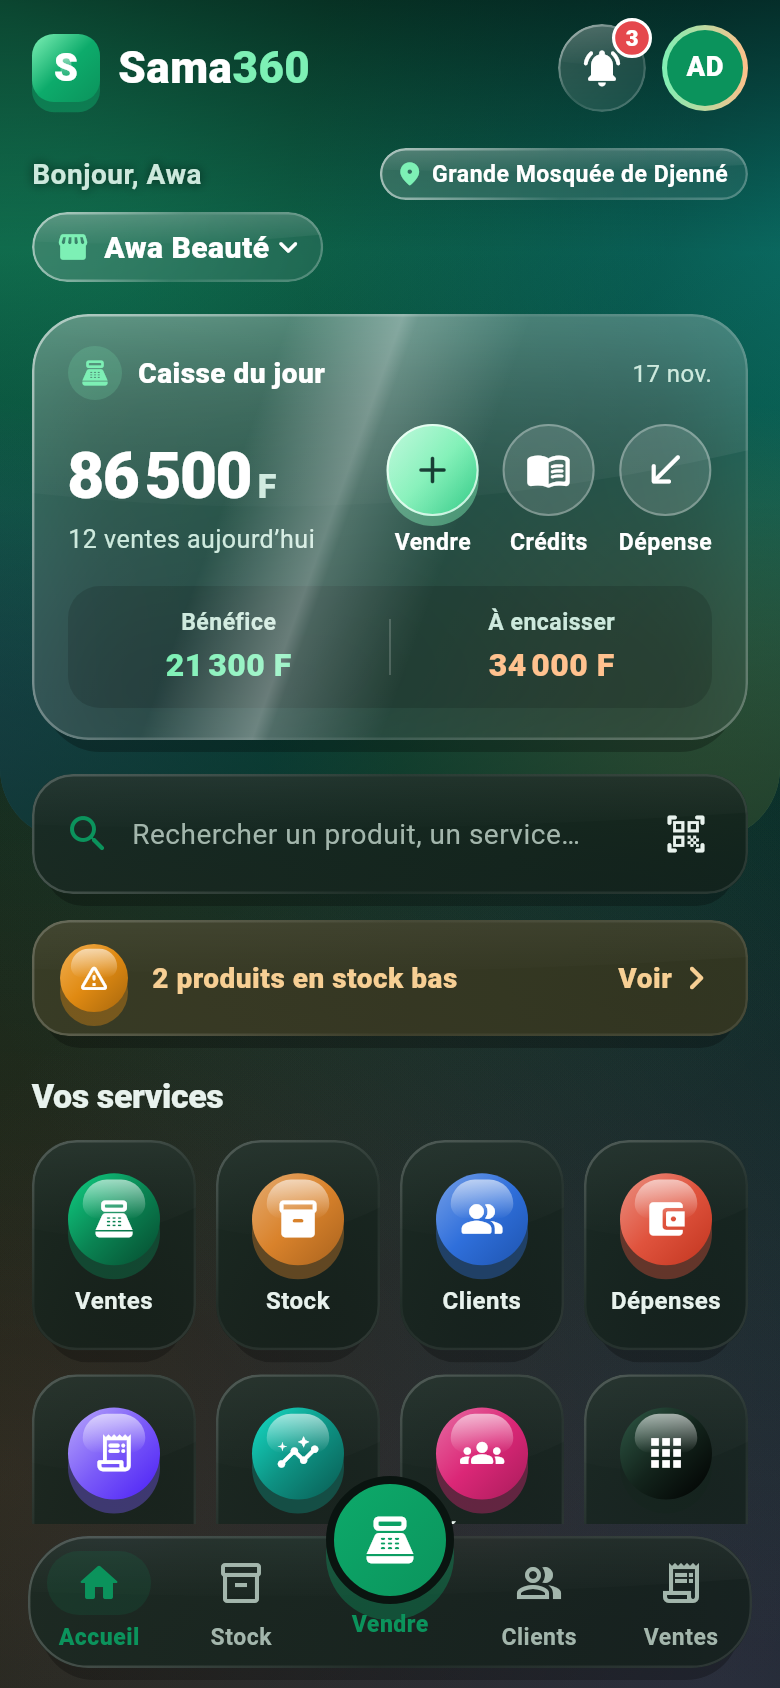 S Sama360
3
AD
Bonjour, Awa
Grande Mosquée de Djenné
Awa Beauté
Caisse du jour
17 nov.
86 500 F
12 ventes aujourd’hui
Vendre
Crédits
Dépense
Bénéfice
21 300 F
À encaisser
34 000 F
Rechercher un produit, un service…
2 produits en stock bas
Voir
Vos services
Ventes
Stock
Clients
Dépenses
Accueil
Stock
Vendre
Clients
Ventes